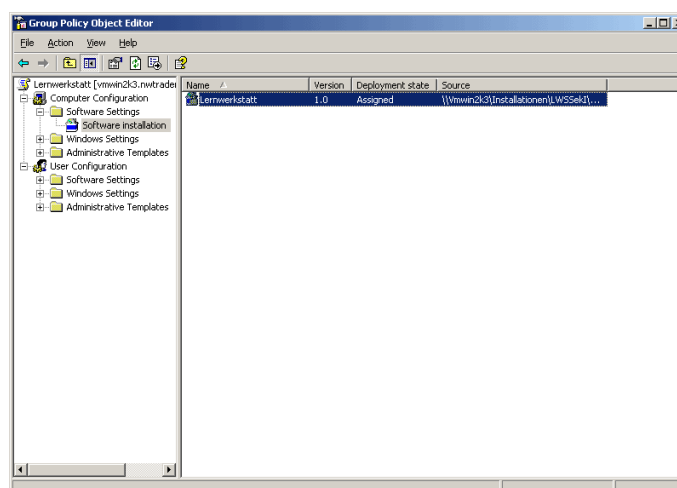 Group Policy Object Editor
File Action View Help
Lernwerkstatt [vmwin2k3.nwtrader
Computer Configuration
Software Settings
Software installation
Windows Settings
Administrative Templates
User Configuration
Software Settings
Windows Settings
Administrative Templates
Name Version Deployment state Source
Lernwerkstatt 1.0 Assigned \\Vmwin2k3\Installationen\LWSSekI\...